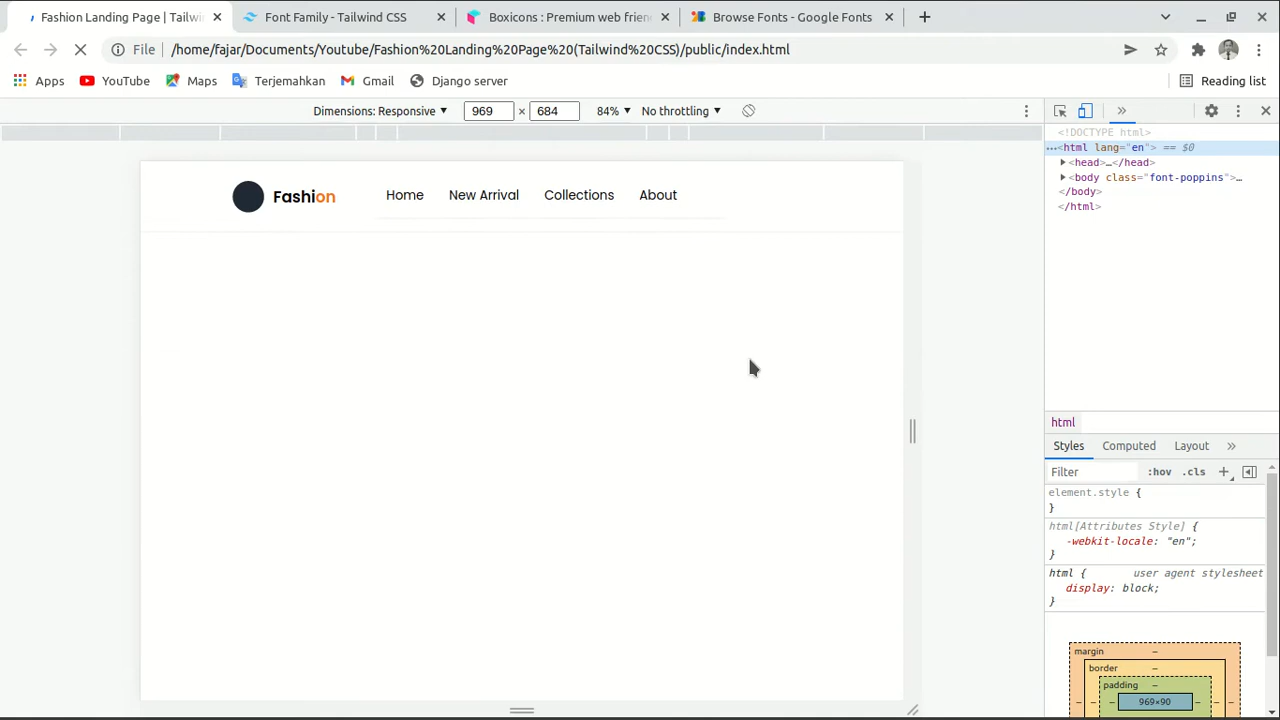 Fashion Landing Page | Tailwi
Font Family - Tailwind CSS
Boxicons : Premium web frien
Browse Fonts - Google Fonts
File
/home/fajar/Documents/Youtube/Fashion%20Landing%20Page%20(Tailwind%20CSS)/public/index.html
Apps
YouTube
Maps
Terjemahkan
Gmail
Django server
Reading list
Dimensions: Responsive
969
×
684
84%
No throttling
<!DOCTYPE html>
…<html lang="en"> == $0
<head>…</head>
<body class="font-poppins">…
</body>
</html>
Fashion
Home
New Arrival
Collections
About
html
Styles
Computed
Layout
Filter
:hov
.cls
element.style {
}
html[Attributes Style] {
-webkit-locale: "en";
}
html {
user agent stylesheet
display: block;
}
margin
–
border
–
padding
–
–
–
–
969×90
–
–
–